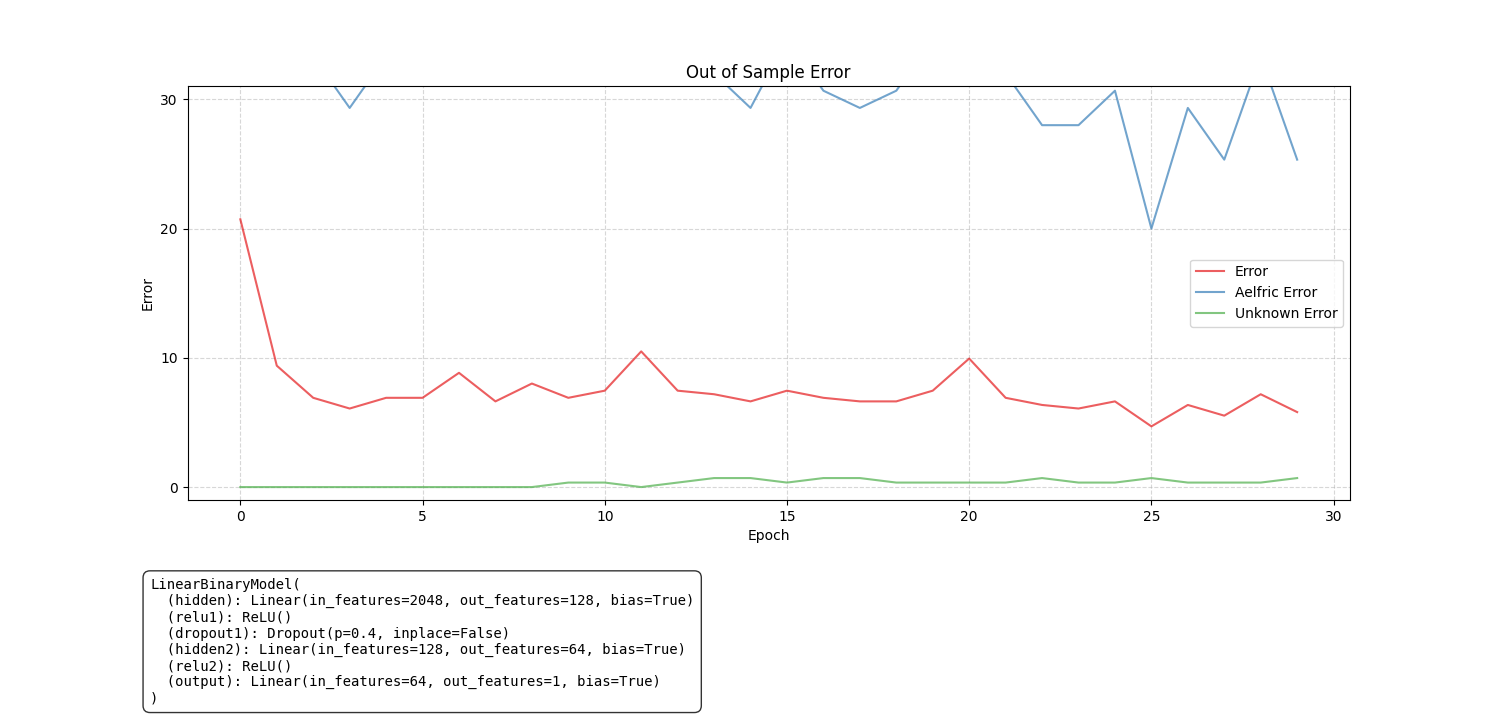 Out of Sample Error
30
20
10
0
Error
Error
Aelfric Error
Unknown Error
0 5 10 15 20 25 30
Epoch
LinearBinaryModel(
  (hidden): Linear(in_features=2048, out_features=128, bias=True)
  (relu1): ReLU()
  (dropout1): Dropout(p=0.4, inplace=False)
  (hidden2): Linear(in_features=128, out_features=64, bias=True)
  (relu2): ReLU()
  (output): Linear(in_features=64, out_features=1, bias=True)
)